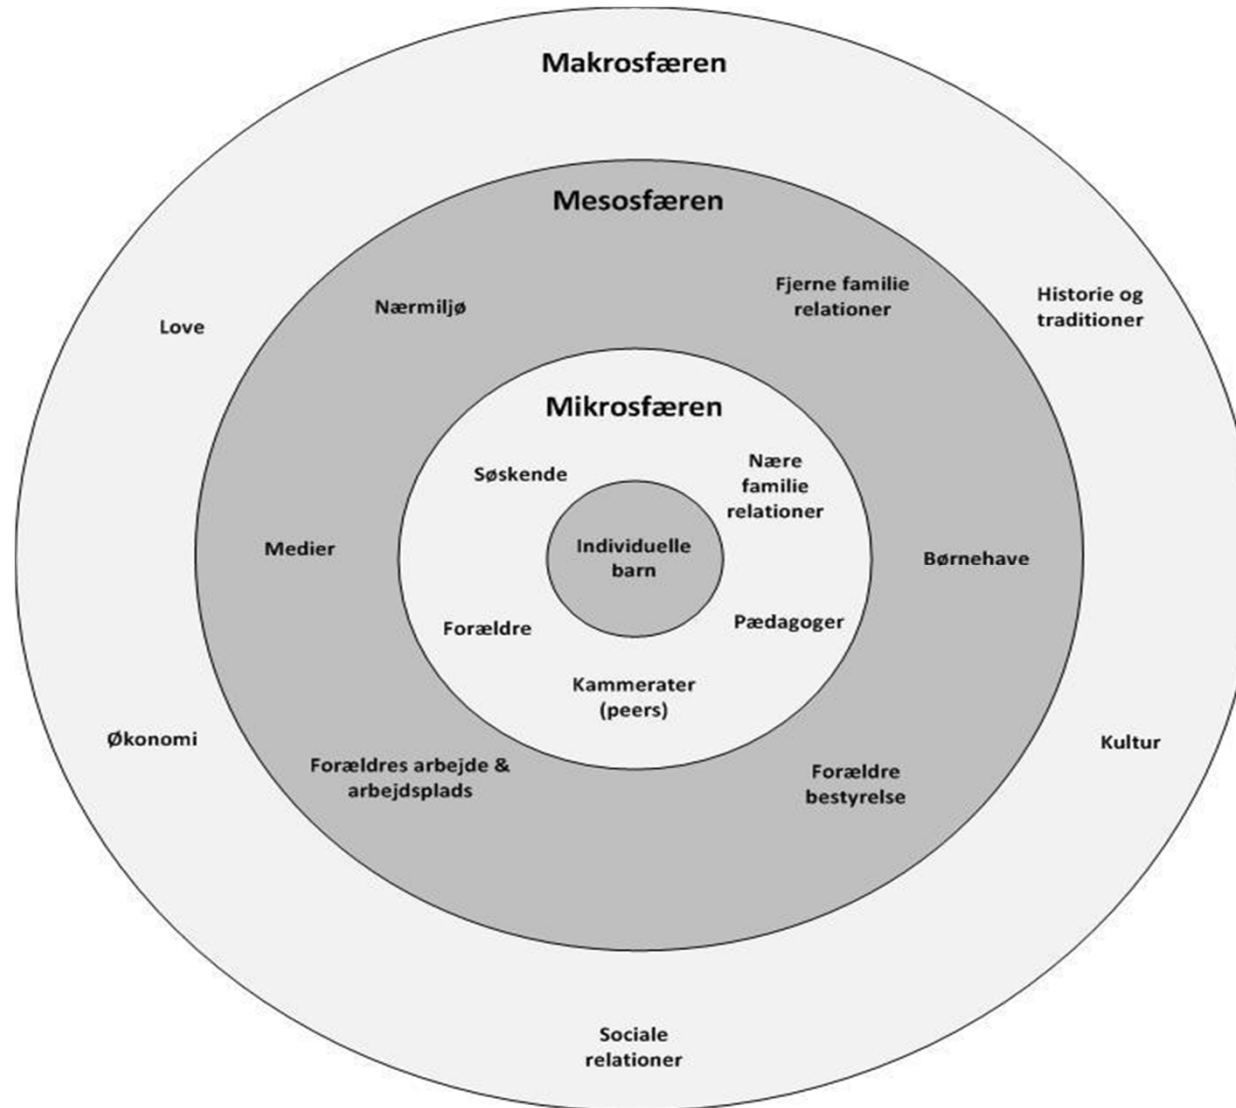 Makrosfæren
Mesosfæren
Fjerne familie
relationer
Nærmiljø
Historie og
traditioner
Love
Mikrosfæren
Søskende
Nære
familie
relationer
Individuelle
barn
Medier
Børnehave
Forældre
Pædagoger
Kammerater
(peers)
Økonomi
Kultur
Forældres arbejde &
arbejdsplads
Forældre
bestyrelse
Sociale
relationer